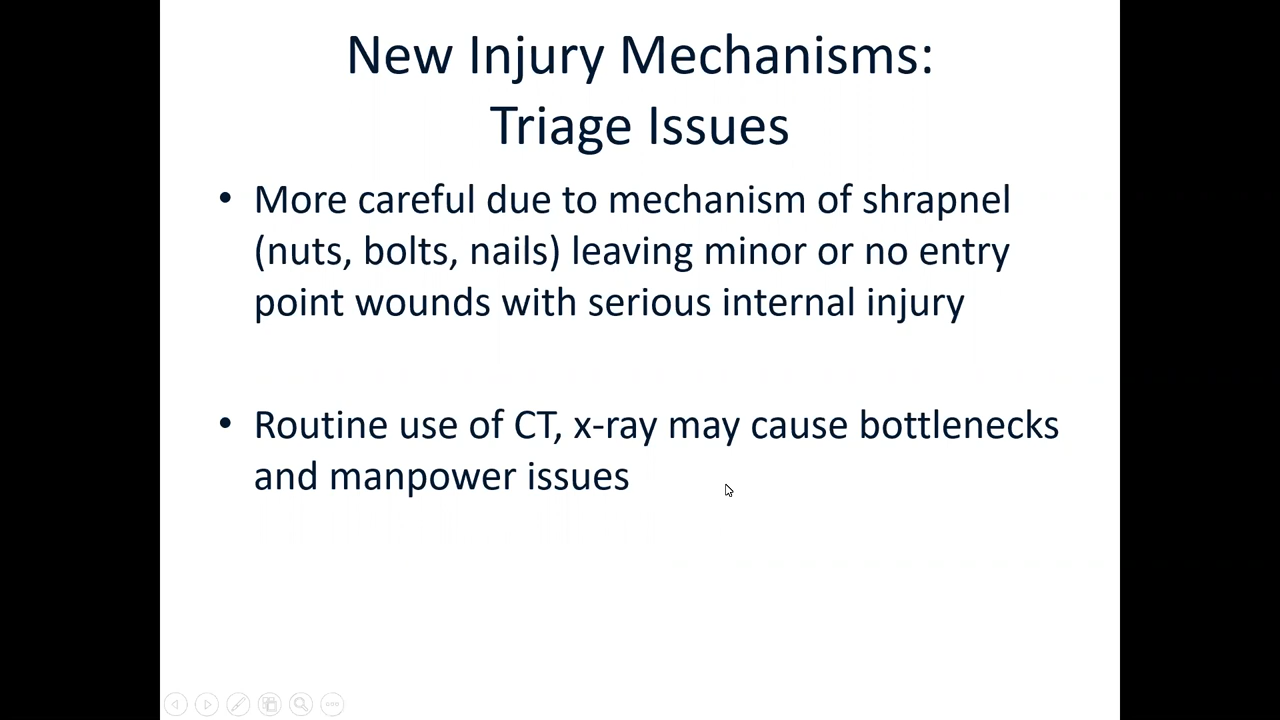 New Injury Mechanisms:
Triage Issues
• More careful due to mechanism of shrapnel
(nuts, bolts, nails) leaving minor or no entry
point wounds with serious internal injury
• Routine use of CT, x-ray may cause bottlenecks
and manpower issues